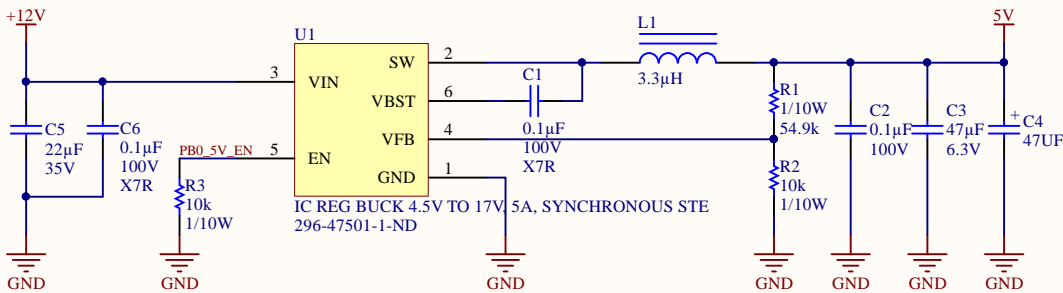 +12V
5V
U1
L1
3
VIN
SW
2
3.3µH
VBST
6
C1
0.1µF
100V
X7R
VFB
4
PB0_5V_EN
5
EN
GND
1
C5
22µF
35V
C6
0.1µF
100V
X7R
R3
10k
1/10W
IC REG BUCK 4.5V TO 17V, 5A, SYNCHRONOUS STE
296-47501-1-ND
R1
1/10W
54.9k
R2
10k
1/10W
C2
0.1µF
100V
C3
47µF
6.3V
+
C4
47UF
GND
GND
GND
GND
GND
GND
GND